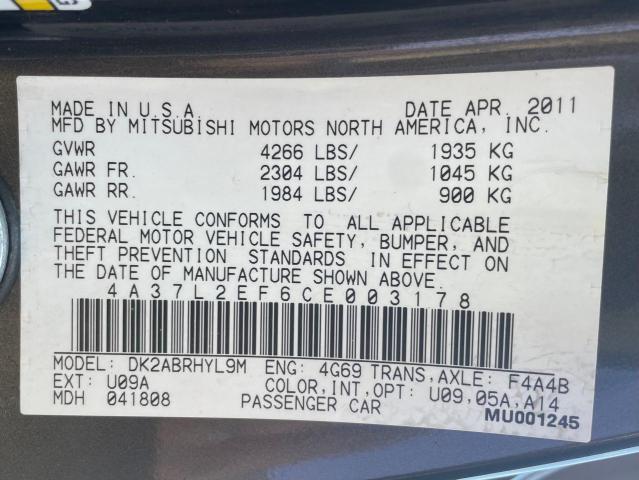 MADE IN U.S.A. DATE APR. 2011
MFD BY MITSUBISHI MOTORS NORTH AMERICA, INC.
GVWR 4266 LBS/ 1935 KG
GAWR FR. 2304 LBS/ 1045 KG
GAWR RR. 1984 LBS/ 900 KG
THIS VEHICLE CONFORMS TO ALL APPLICABLE
FEDERAL MOTOR VEHICLE SAFETY, BUMPER, AND
THEFT PREVENTION STANDARDS IN EFFECT ON
THE DATE OF MANUFACTURE SHOWN ABOVE.
4A37L2EF6CE003178
MODEL: DK2ABRHYL9M ENG: 4G69 TRANS,AXLE: F4A4B
EXT: U09A COLOR,INT,OPT: U09,05A,A14
MDH 041808 PASSENGER CAR
MU001245